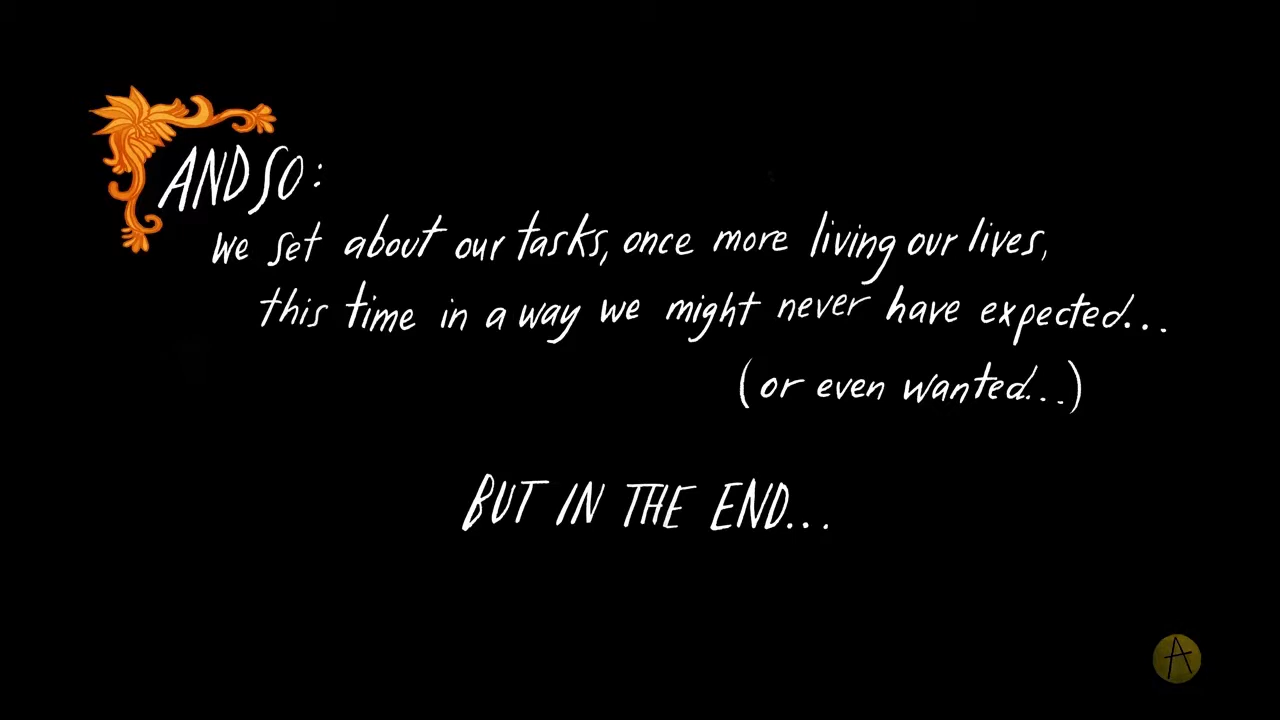 AND SO:
we set about our tasks, once more living our lives,
this time in a way we might never have expected...
(or even wanted...)
BUT IN THE END...
A